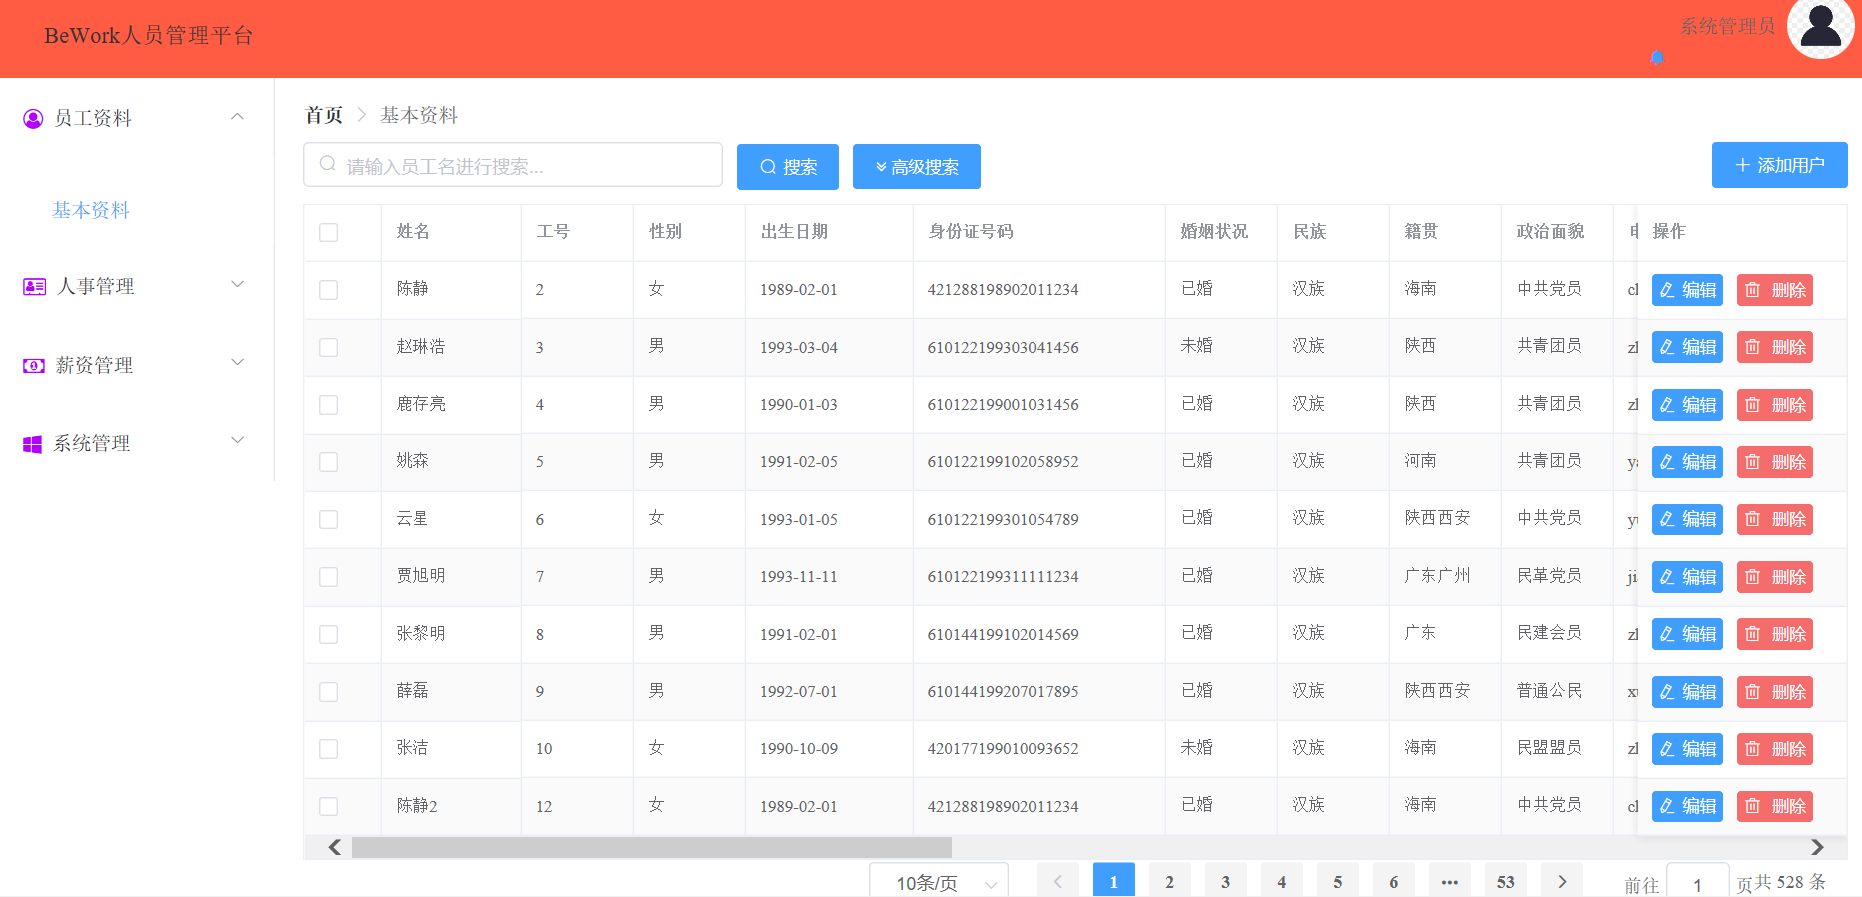 BeWork人员管理平台
系统管理员
员工资料
基本资料
人事管理
薪资管理
系统管理
首页 基本资料
请输入员工名进行搜索... 搜索 高级搜索 添加用户
姓名 工号 性别 出生日期 身份证号码 婚姻状况 民族 籍贯 政治面貌 操作
陈静 2 女 1989-02-01 421288198902011234 已婚 汉族 海南 中共党员 编辑 删除
赵琳浩 3 男 1993-03-04 610122199303041456 未婚 汉族 陕西 共青团员 编辑 删除
鹿存亮 4 男 1990-01-03 610122199001031456 已婚 汉族 陕西 共青团员 编辑 删除
姚森 5 男 1991-02-05 610122199102058952 已婚 汉族 河南 共青团员 编辑 删除
云星 6 女 1993-01-05 610122199301054789 已婚 汉族 陕西西安 中共党员 编辑 删除
贾旭明 7 男 1993-11-11 610122199311111234 已婚 汉族 广东广州 民革党员 编辑 删除
张黎明 8 男 1991-02-01 610144199102014569 已婚 汉族 广东 民建会员 编辑 删除
薛磊 9 男 1992-07-01 610144199207017895 已婚 汉族 陕西西安 普通公民 编辑 删除
张洁 10 女 1990-10-09 420177199010093652 未婚 汉族 海南 民盟盟员 编辑 删除
陈静2 12 女 1989-02-01 421288198902011234 已婚 汉族 海南 中共党员 编辑 删除
10条/页 1 2 3 4 5 6 ••• 53 前往 1 页共 528 条